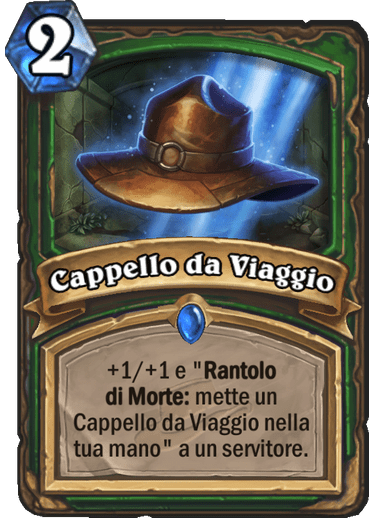 2
Cappello da Viaggio
+1/+1 e "Rantolo
di Morte: mette un
Cappello da Viaggio nella
tua mano" a un servitore.